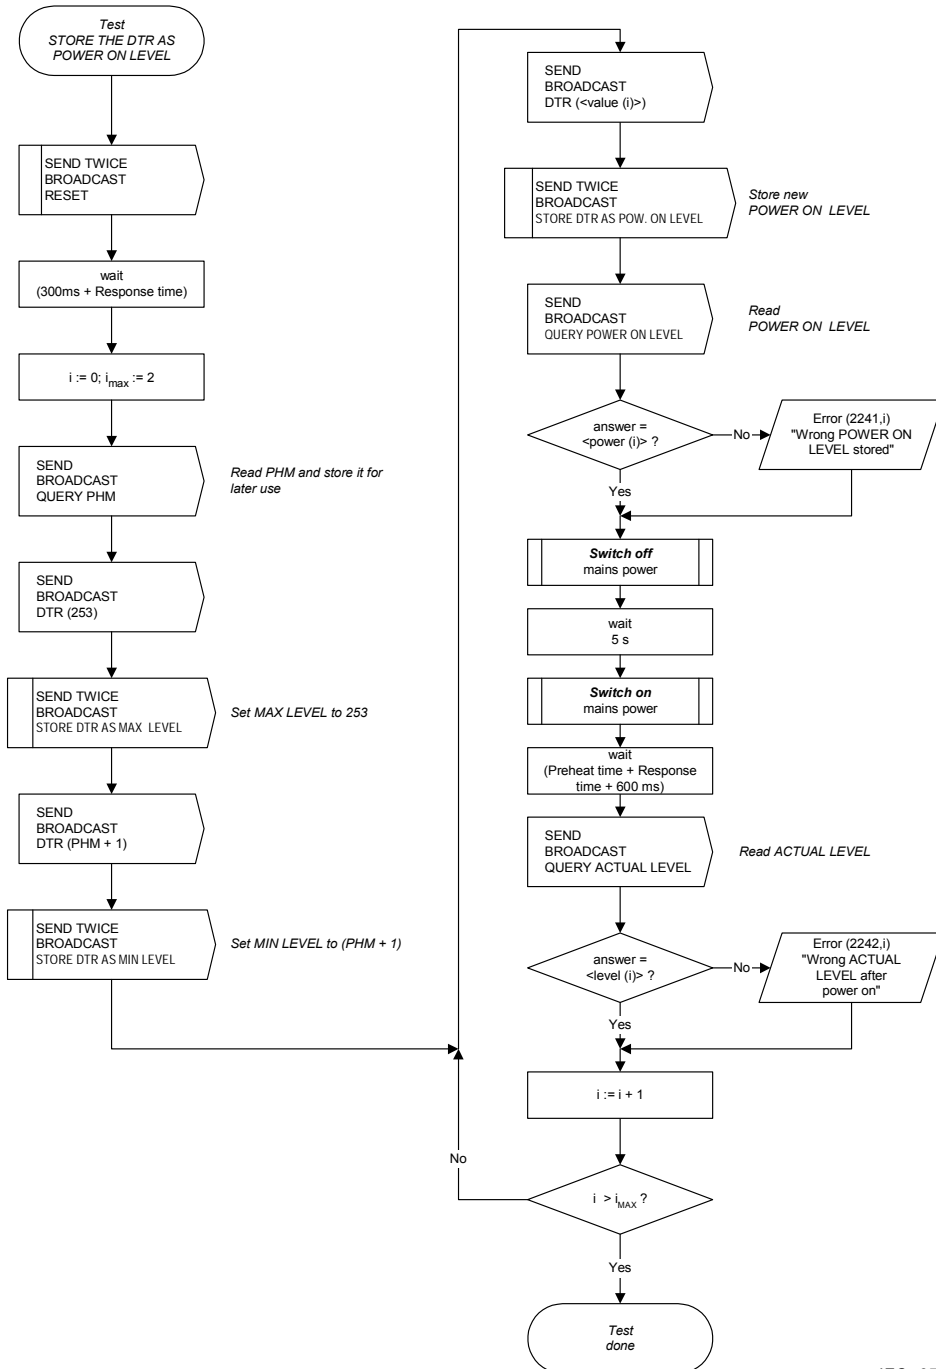 Test
STORE THE DTR AS
POWER ON LEVEL
SEND TWICE
BROADCAST
RESET
wait
(300ms + Response time)
i := 0; imax := 2
SEND
BROADCAST
QUERY PHM
Read PHM and store it for
later use
SEND
BROADCAST
DTR (253)
SEND TWICE
BROADCAST
STORE DTR AS MAX LEVEL
Set MAX LEVEL to 253
SEND
BROADCAST
DTR (PHM + 1)
SEND TWICE
BROADCAST
STORE DTR AS MIN LEVEL
Set MIN LEVEL to (PHM + 1)
SEND
BROADCAST
DTR (<value (i)>)
SEND TWICE
BROADCAST
STORE DTR AS POW. ON LEVEL
Store new
POWER ON LEVEL
SEND
BROADCAST
QUERY POWER ON LEVEL
Read
POWER ON LEVEL
answer =
<power (i)> ?
No
Error (2241,i)
"Wrong POWER ON
LEVEL stored"
Yes
Switch off
mains power
wait
5 s
Switch on
mains power
wait
(Preheat time + Response
time + 600 ms)
SEND
BROADCAST
QUERY ACTUAL LEVEL
Read ACTUAL LEVEL
answer =
<level (i)> ?
No
Error (2242,i)
"Wrong ACTUAL
LEVEL after
power on"
Yes
i := i + 1
No
i > iMAX ?
Yes
Test
done